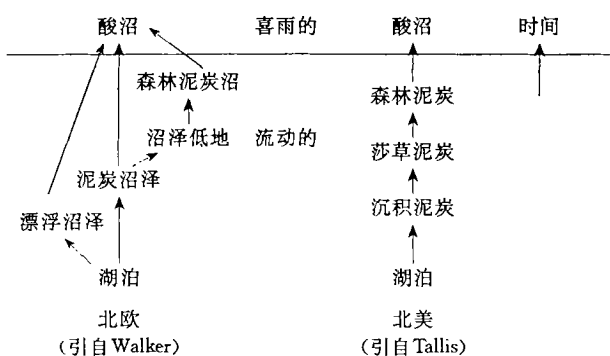 酸沼 喜雨的 酸沼 时间
森林泥炭沼 森林泥炭
沼泽低地 流动的 莎草泥炭
泥炭沼泽
漂浮沼泽 沉积泥炭
湖泊 湖泊
北欧 北美
(引自Walker) (引自Tallis)